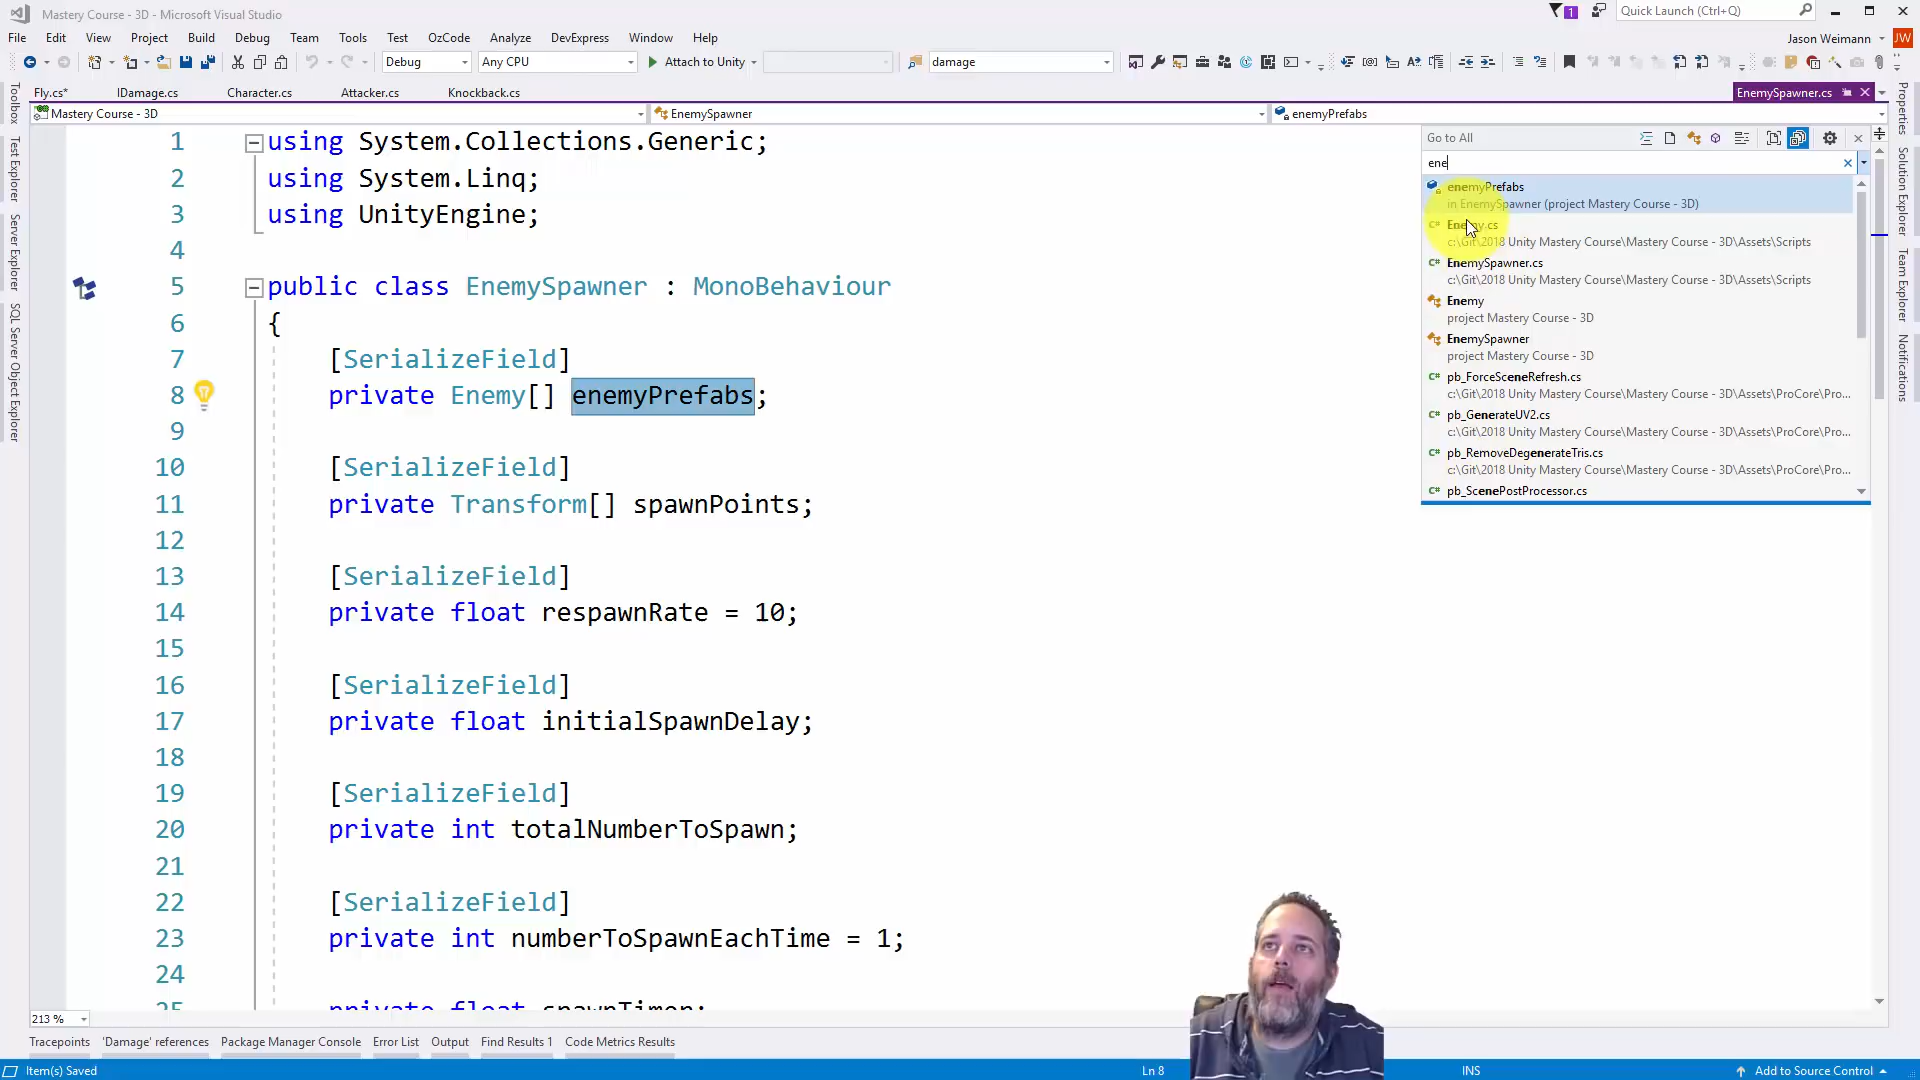 Mastery Course - 3D - Microsoft Visual Studio
1
Quick Launch (Ctrl+Q)
File Edit View Project Build Debug Team Tools Test OzCode Analyze DevExpress Window Help
Jason Weimann JW
Debug Any CPU Attach to Unity damage
Fly.cs* IDamage.cs Character.cs Attacker.cs Knockback.cs EnemySpawner.cs
Mastery Course - 3D EnemySpawner enemyPrefabs
Toolbox
Test Explorer
Server Explorer
SQL Server Object Explorer
1 using System.Collections.Generic;
2 using System.Linq;
3 using UnityEngine;
4
5 public class EnemySpawner : MonoBehaviour
6 {
7 [SerializeField]
8 private Enemy[] enemyPrefabs;
9
10 [SerializeField]
11 private Transform[] spawnPoints;
12
13 [SerializeField]
14 private float respawnRate = 10;
15
16 [SerializeField]
17 private float initialSpawnDelay;
18
19 [SerializeField]
20 private int totalNumberToSpawn;
21
22 [SerializeField]
23 private int numberToSpawnEachTime = 1;
24
25 private float spawnTimer;
Go to All
ene
enemyPrefabs
in EnemySpawner (project Mastery Course - 3D)
Enemy.cs
c:\Git\2018 Unity Mastery Course\Mastery Course - 3D\Assets\Scripts
EnemySpawner.cs
c:\Git\2018 Unity Mastery Course\Mastery Course - 3D\Assets\Scripts
Enemy
project Mastery Course - 3D
EnemySpawner
project Mastery Course - 3D
pb_ForceSceneRefresh.cs
c:\Git\2018 Unity Mastery Course\Mastery Course - 3D\Assets\ProCore\Pro...
pb_GenerateUV2.cs
c:\Git\2018 Unity Mastery Course\Mastery Course - 3D\Assets\ProCore\Pro...
pb_RemoveDegenerateTris.cs
c:\Git\2018 Unity Mastery Course\Mastery Course - 3D\Assets\ProCore\Pro...
pb_ScenePostProcessor.cs
Properties
Solution Explorer
Team Explorer
Notifications
213 %
Tracepoints 'Damage' references Package Manager Console Error List Output Find Results 1 Code Metrics Results
Item(s) Saved Ln 8 INS Add to Source Control